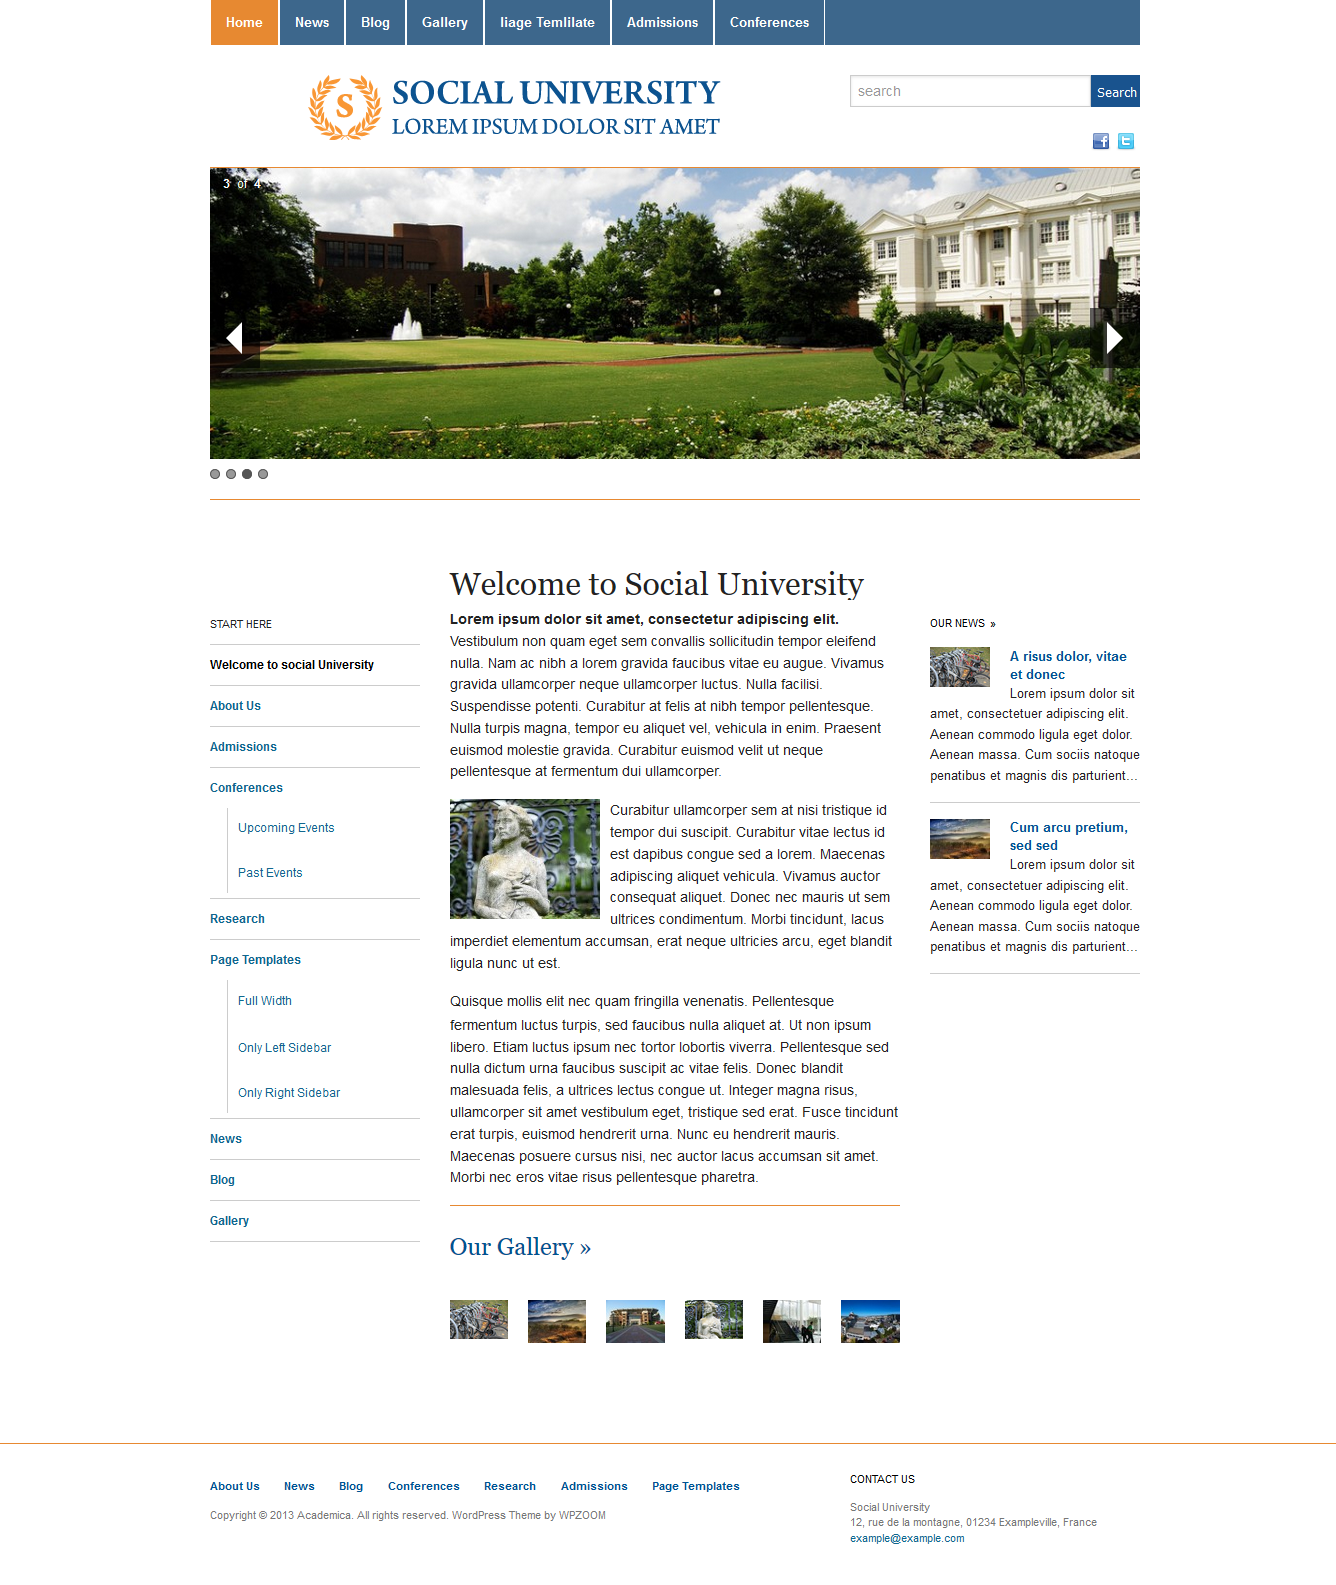 Home News Blog Gallery liage Temlilate Admissions Conferences
S
SOCIAL UNIVERSITY
LOREM IPSUM DOLOR SIT AMET
search Search
3 of 4
Welcome to Social University
START HERE
Welcome to social University
About Us
Admissions
Conferences
Upcoming Events
Past Events
Research
Page Templates
Full Width
Only Left Sidebar
Only Right Sidebar
News
Blog
Gallery
Lorem ipsum dolor sit amet, consectetur adipiscing elit.
Vestibulum non quam eget sem convallis sollicitudin tempor eleifend
nulla. Nam ac nibh a lorem gravida faucibus vitae eu augue. Vivamus
gravida ullamcorper neque ullamcorper luctus. Nulla facilisi.
Suspendisse potenti. Curabitur at felis at nibh tempor pellentesque.
Nulla turpis magna, tempor eu aliquet vel, vehicula in enim. Praesent
euismod molestie gravida. Curabitur euismod velit ut neque
pellentesque at fermentum dui ullamcorper.
Curabitur ullamcorper sem at nisi tristique id
tempor dui suscipit. Curabitur vitae lectus id
est dapibus congue sed a lorem. Maecenas
adipiscing aliquet vehicula. Vivamus auctor
consequat aliquet. Donec nec mauris ut sem
ultrices condimentum. Morbi tincidunt, lacus
imperdiet elementum accumsan, erat neque ultricies arcu, eget blandit
ligula nunc ut est.
Quisque mollis elit nec quam fringilla venenatis. Pellentesque
fermentum luctus turpis, sed faucibus nulla aliquet at. Ut non ipsum
libero. Etiam luctus ipsum nec tortor lobortis viverra. Pellentesque sed
nulla dictum urna faucibus suscipit ac vitae felis. Donec blandit
malesuada felis, a ultrices lectus congue ut. Integer magna risus,
ullamcorper sit amet vestibulum eget, tristique sed erat. Fusce tincidunt
erat turpis, euismod hendrerit urna. Nunc eu hendrerit mauris.
Maecenas posuere cursus nisi, nec auctor lacus accumsan sit amet.
Morbi nec eros vitae risus pellentesque pharetra.
Our Gallery »
OUR NEWS »
A risus dolor, vitae
et donec
Lorem ipsum dolor sit
amet, consectetuer adipiscing elit.
Aenean commodo ligula eget dolor.
Aenean massa. Cum sociis natoque
penatibus et magnis dis parturient…
Cum arcu pretium,
sed sed
Lorem ipsum dolor sit
amet, consectetuer adipiscing elit.
Aenean commodo ligula eget dolor.
Aenean massa. Cum sociis natoque
penatibus et magnis dis parturient…
About Us News Blog Conferences Research Admissions Page Templates
Copyright © 2013 Academica. All rights reserved. WordPress Theme by WPZOOM
CONTACT US
Social University
12, rue de la montagne, 01234 Exampleville, France
example@example.com